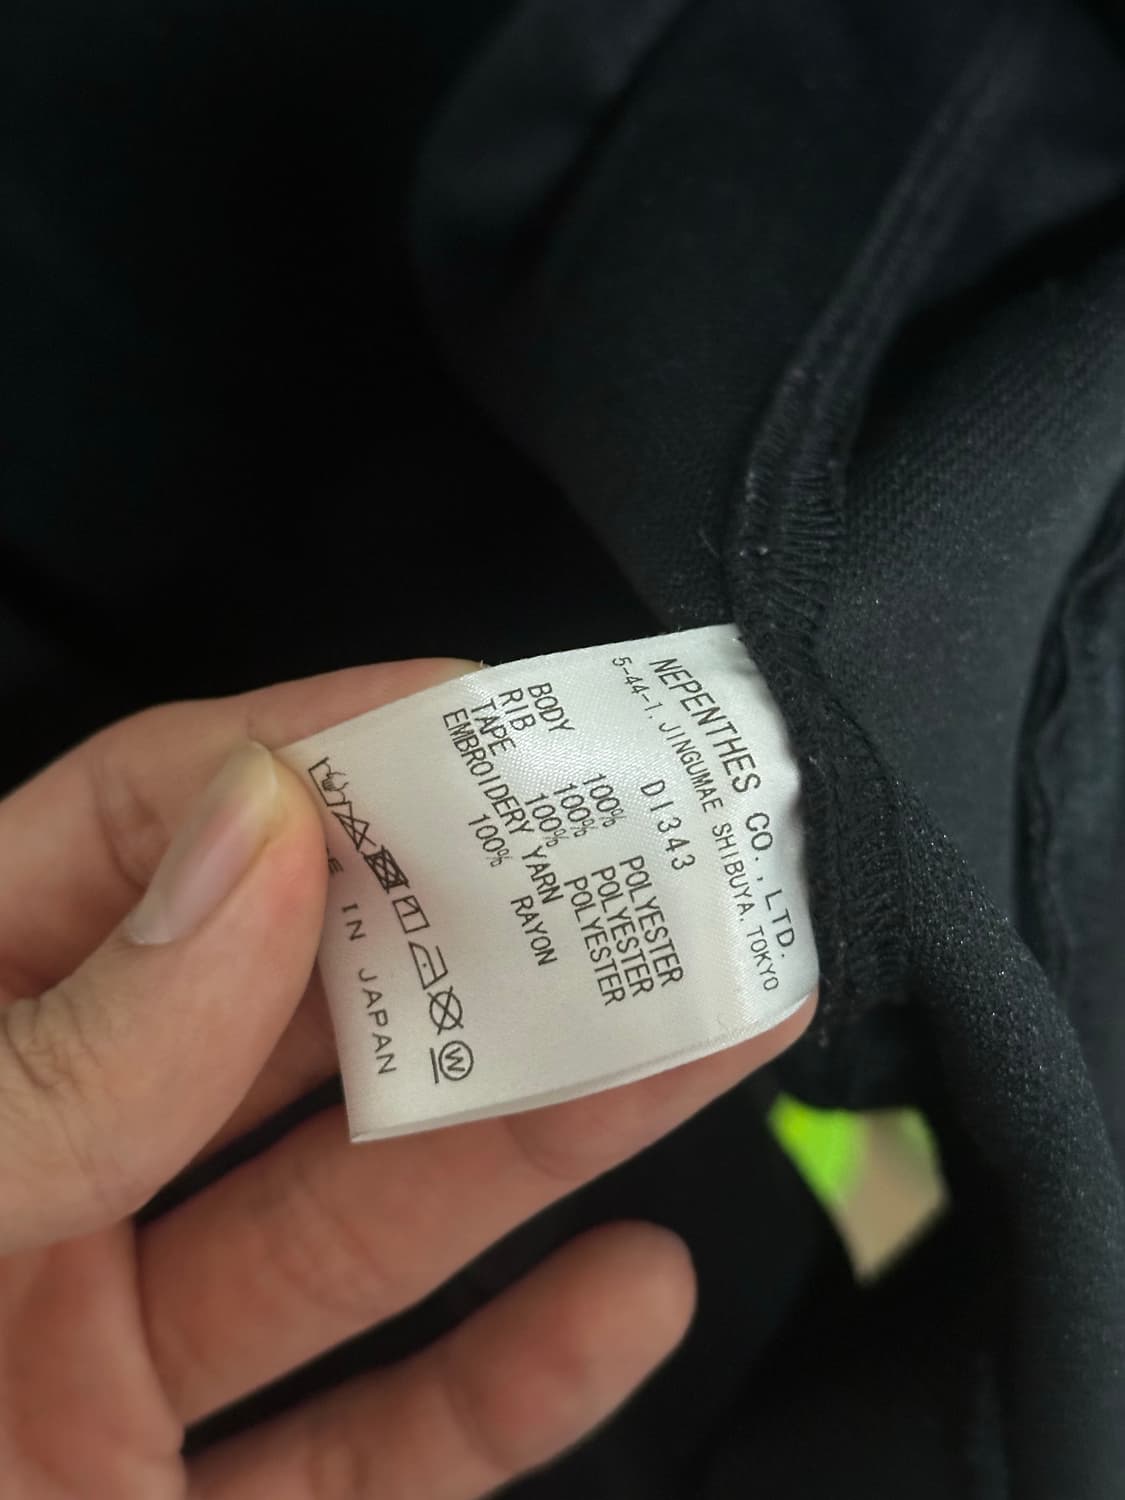 NEPENTHES CO., LTD.
5-44-1, JINGUMAE SHIBUYA, TOKYO
DI343
BODY 100% POLYESTER
RIB 100% POLYESTER
TAPE 100% POLYESTER
EMBROIDERY YARN
100% RAYON
W
E IN JAPAN